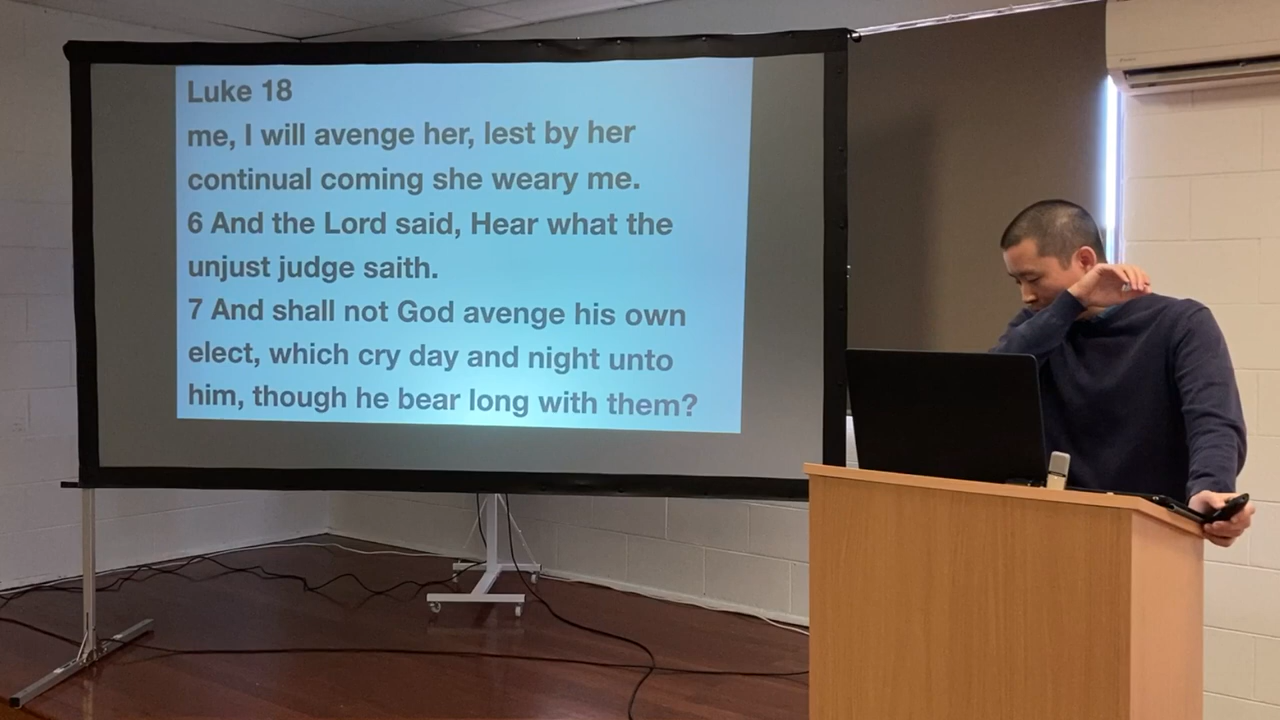 Luke 18
me, I will avenge her, lest by her
continual coming she weary me.
6 And the Lord said, Hear what the
unjust judge saith.
7 And shall not God avenge his own
elect, which cry day and night unto
him, though he bear long with them?